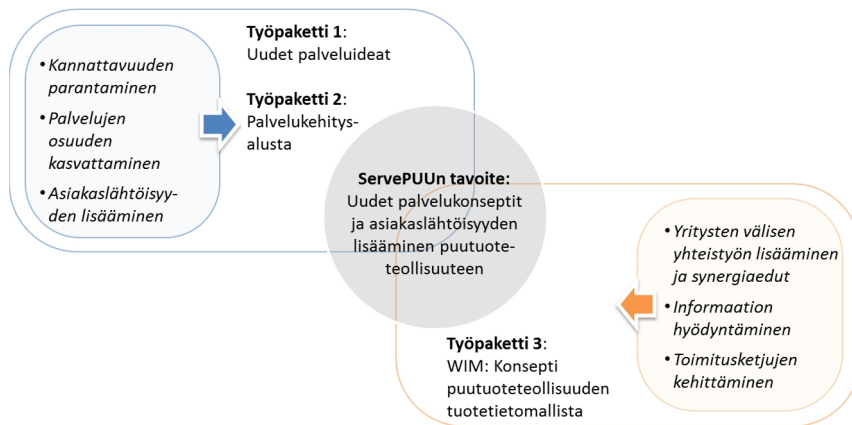 • Kannattavuuden
parantaminen
• Palvelujen
osuuden
kasvattaminen
• Asiakaslähtöisyy-
den lisääminen
Työpaketti 1:
Uudet palveluideat
Työpaketti 2:
Palvelukehitys-
alusta
ServePUUn tavoite:
Uudet palvelukonseptit
ja asiakaslähtöisyyden
lisääminen puutuote-
teollisuuteen
Työpaketti 3:
WIM: Konsepti
puutuoteteollisuuden
tuotetietomallista
• Yritysten välisen
yhteistyön lisääminen
ja synergiaedut
• Informaation
hyödyntäminen
• Toimitusketjujen
kehittäminen